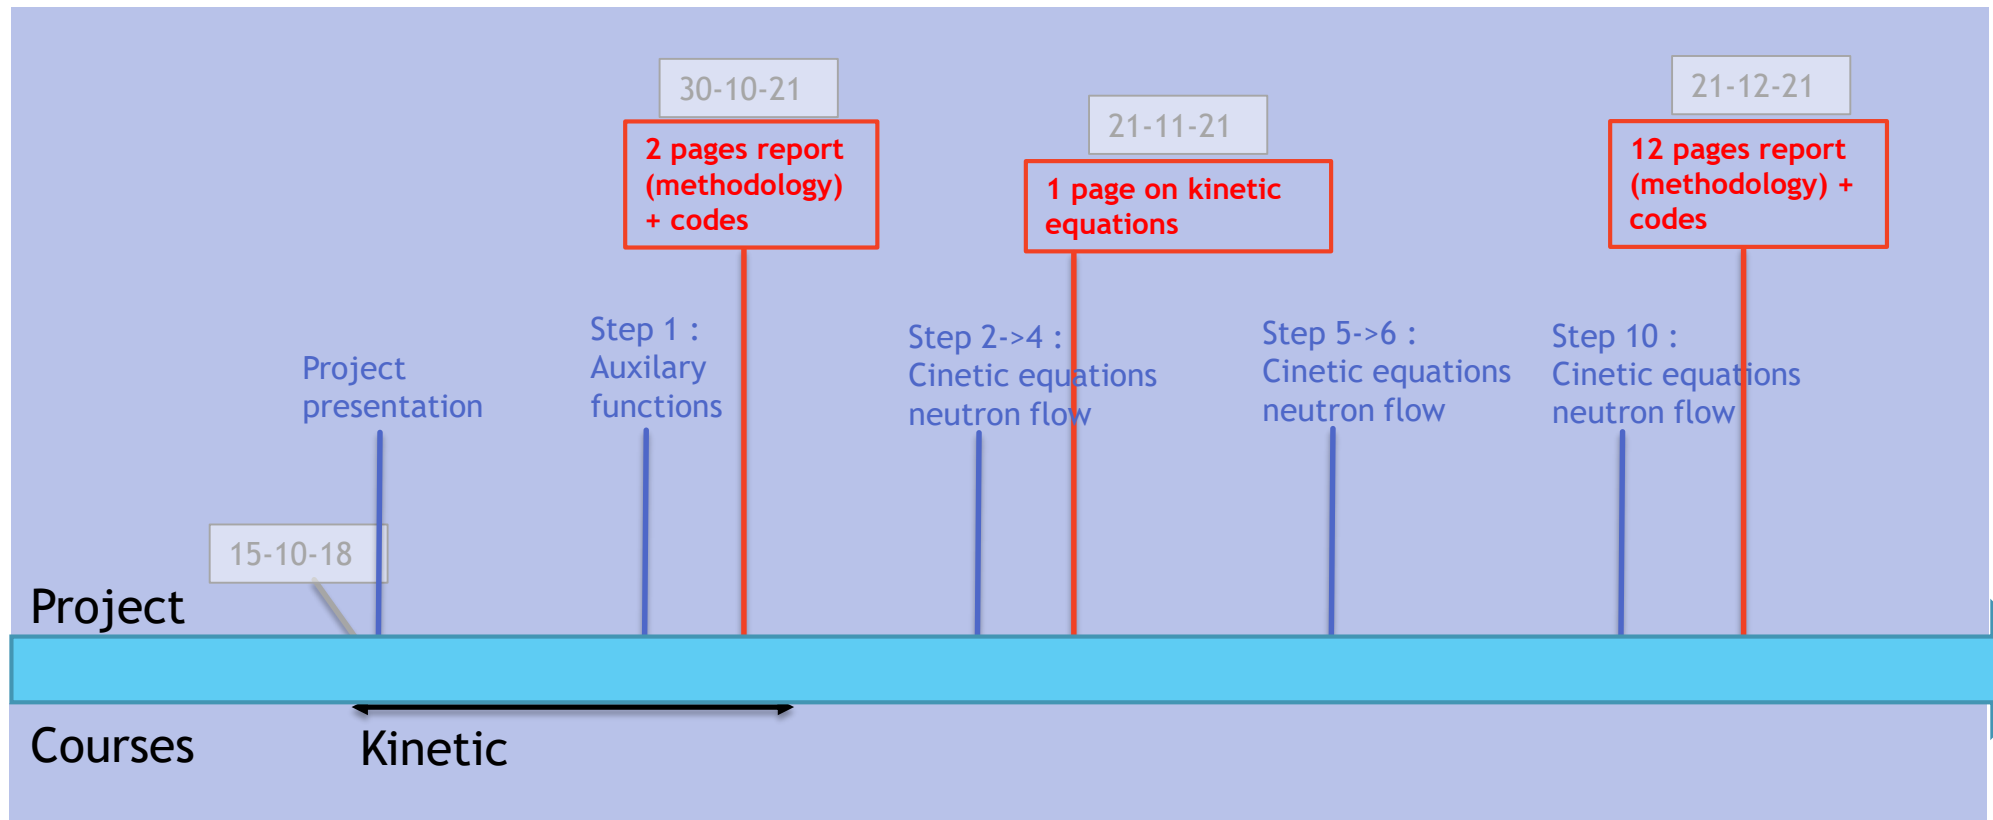 30-10-21
2 pages report
(methodology)
+ codes
21-11-21
1 page on kinetic
equations
21-12-21
12 pages report
(methodology) +
codes
Project
presentation
Step 1 :
Auxilary
functions
Step 2->4 :
Cinetic equations
neutron flow
Step 5->6 :
Cinetic equations
neutron flow
Step 10 :
Cinetic equations
neutron flow
15-10-18
Project
Courses
Kinetic